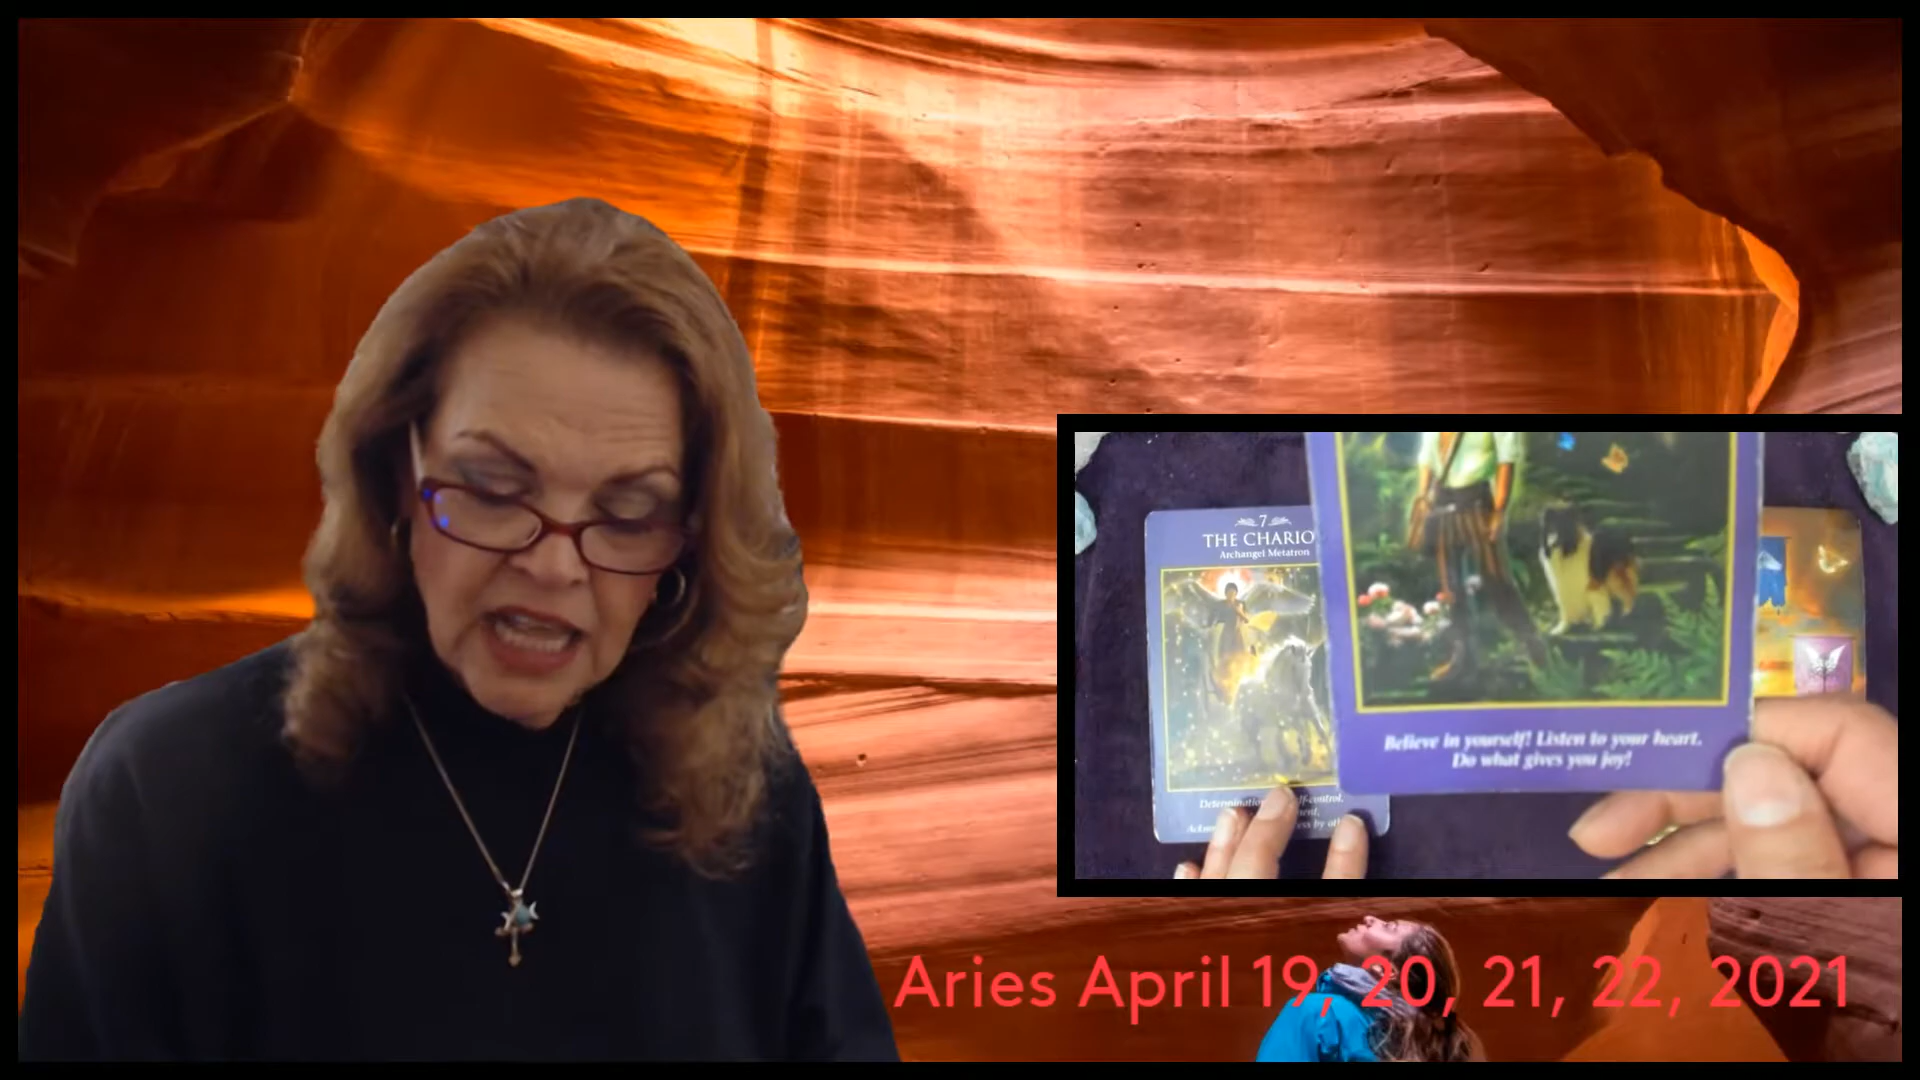 7
THE CHARIO
Archangel Metatron
Believe in yourself! Listen to your heart.
Do what gives you joy!
Aries April 19, 20, 21, 22, 2021